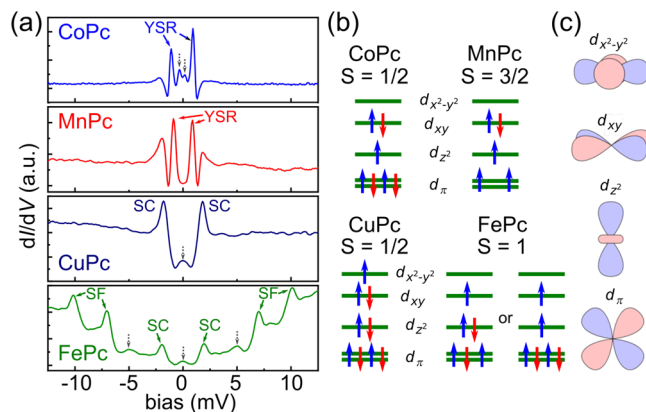 (a)
CoPc
YSR
MnPc
YSR
SC
SC
CuPc
SF
SF
SC
SC
FePc
dI/dV (a.u.)
-10 -5 0 5 10
bias (mV)
(b)
CoPc
S = 1/2
MnPc
S = 3/2
dx²-y²
dxy
dz²
dπ
CuPc
S = 1/2
FePc
S = 1
dx²-y²
dxy
dz²
dπ
or
(c)
dx²-y²
dxy
dz²
dπ